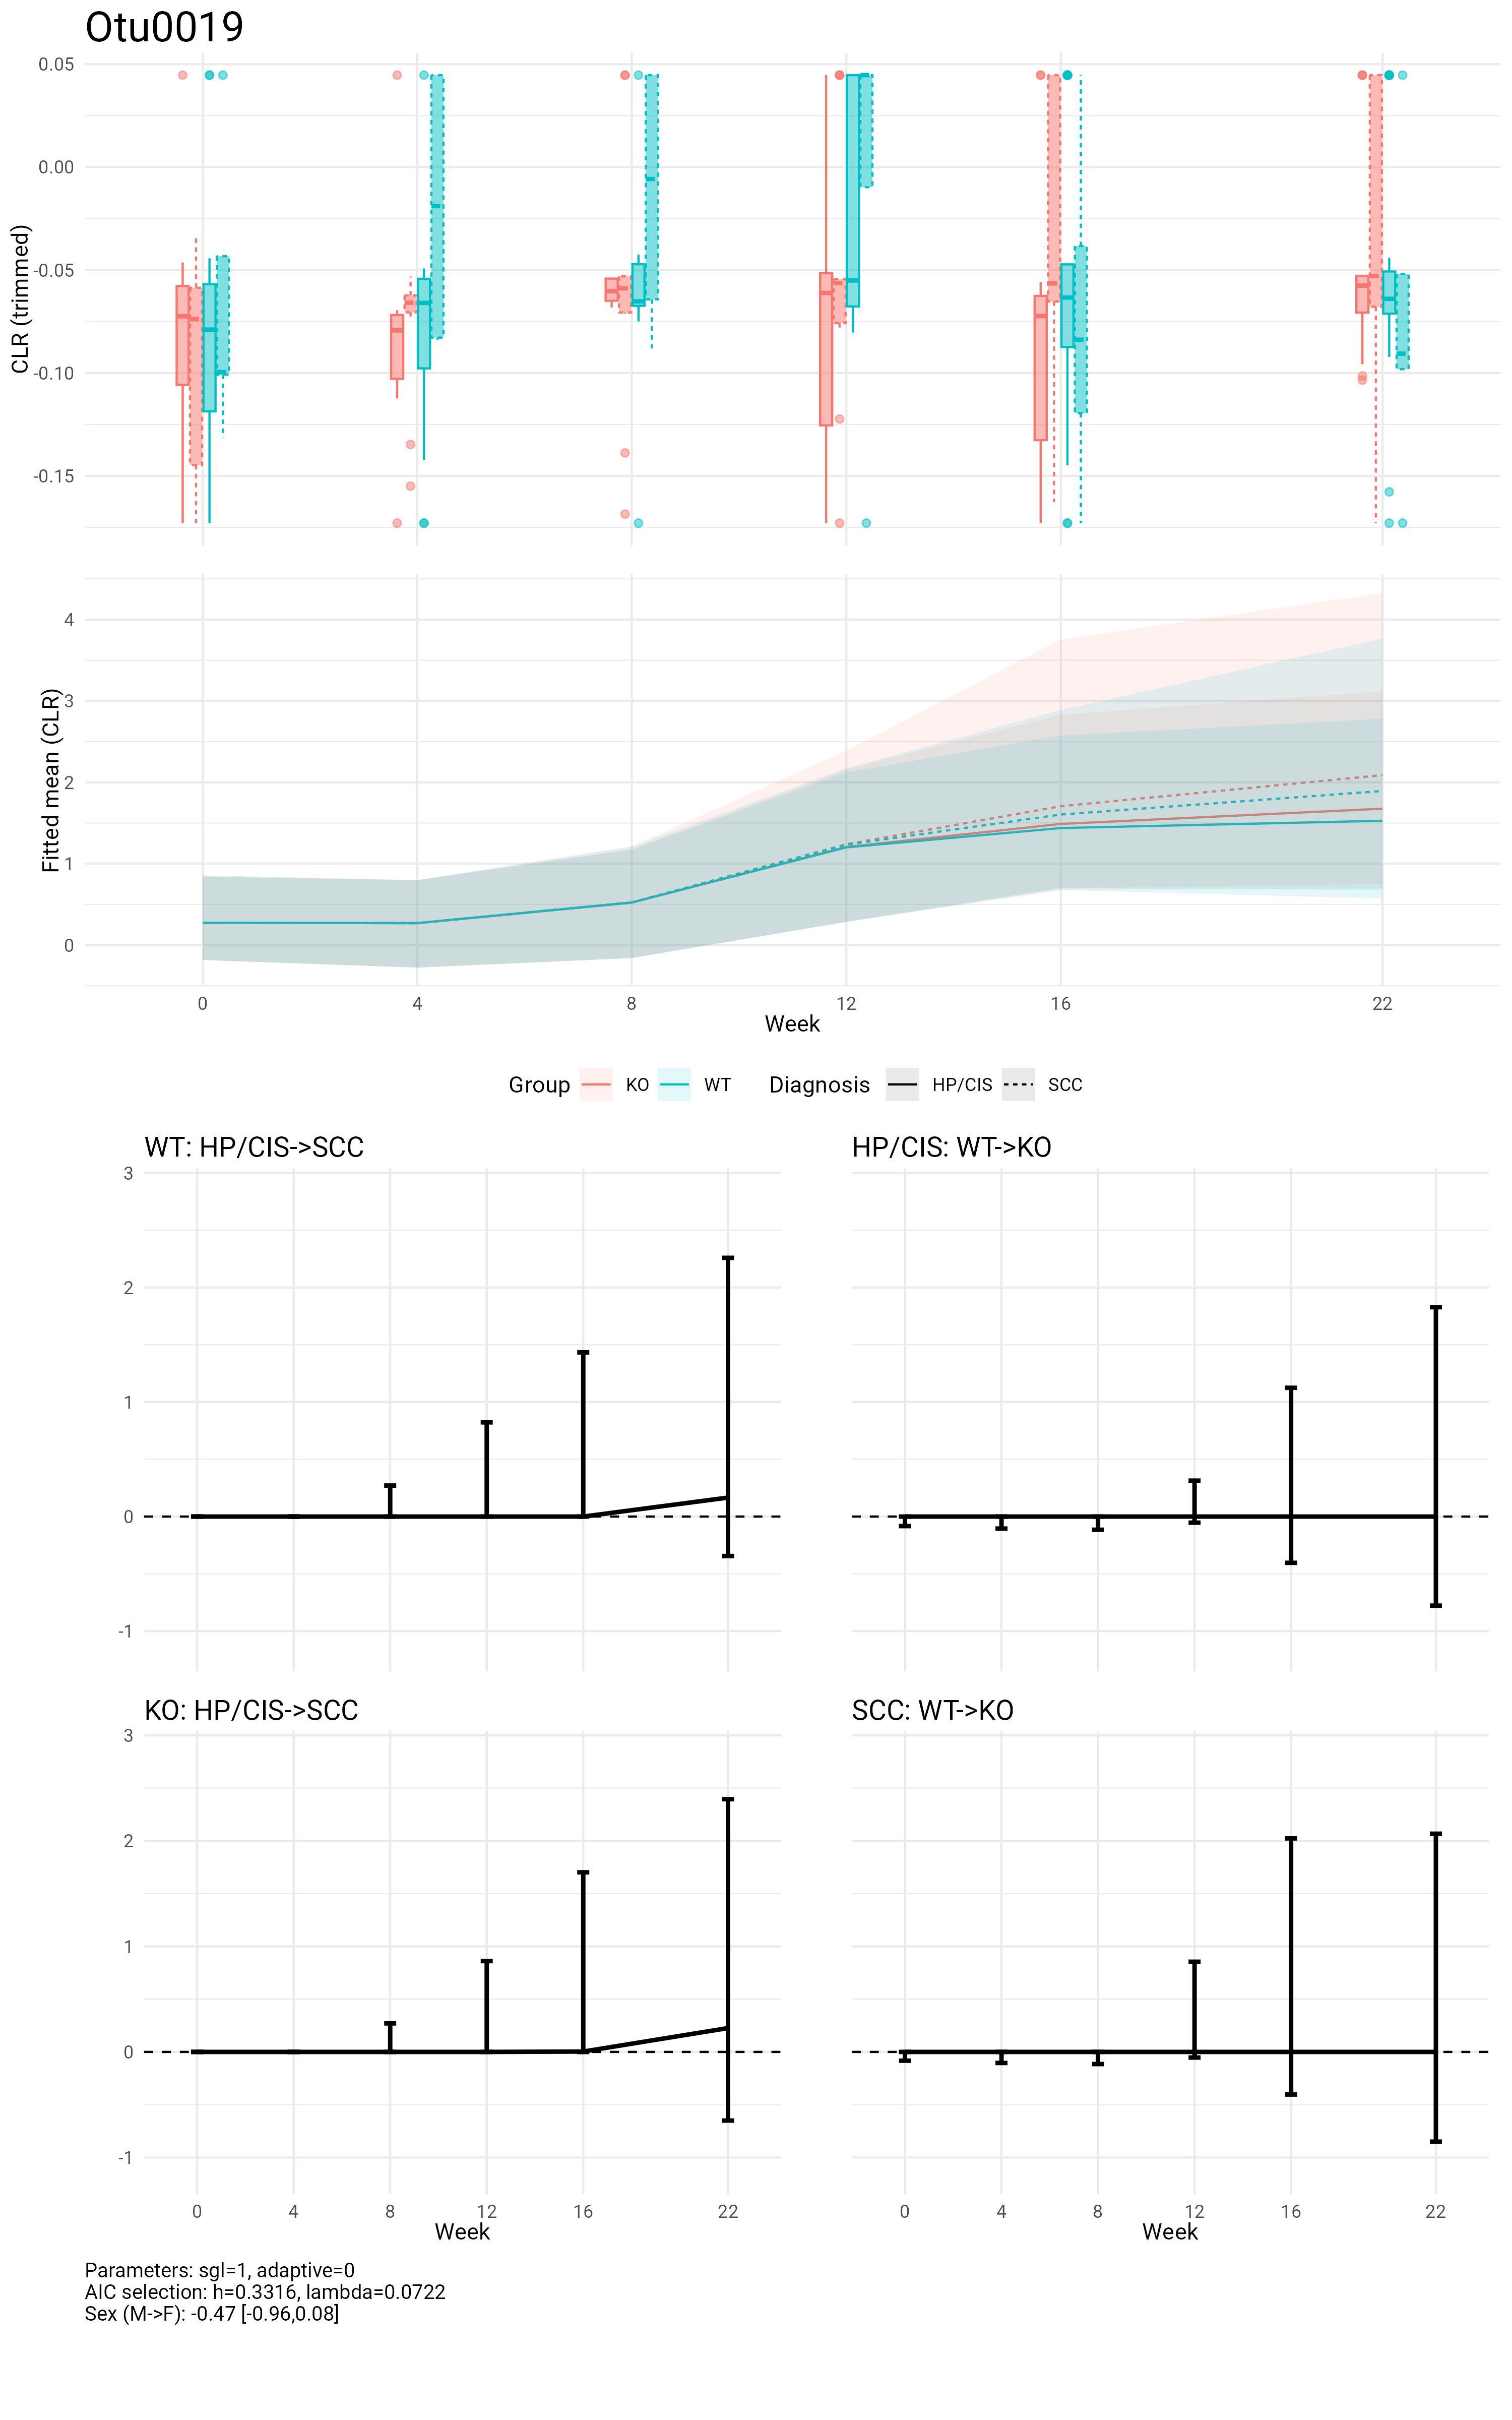 Otu0019
CLR (trimmed)
0.05
0.00
-0.05
-0.10
-0.15
Fitted mean (CLR)
4
3
2
1
0
0 4 8 12 16 22
Week
Group KO WT Diagnosis HP/CIS SCC
WT: HP/CIS->SCC
HP/CIS: WT->KO
3
2
1
0
-1
KO: HP/CIS->SCC
SCC: WT->KO
3
2
1
0
-1
0 4 8 12 16 22
0 4 8 12 16 22
Week
Week
Parameters: sgl=1, adaptive=0
AIC selection: h=0.3316, lambda=0.0722
Sex (M->F): -0.47 [-0.96,0.08]